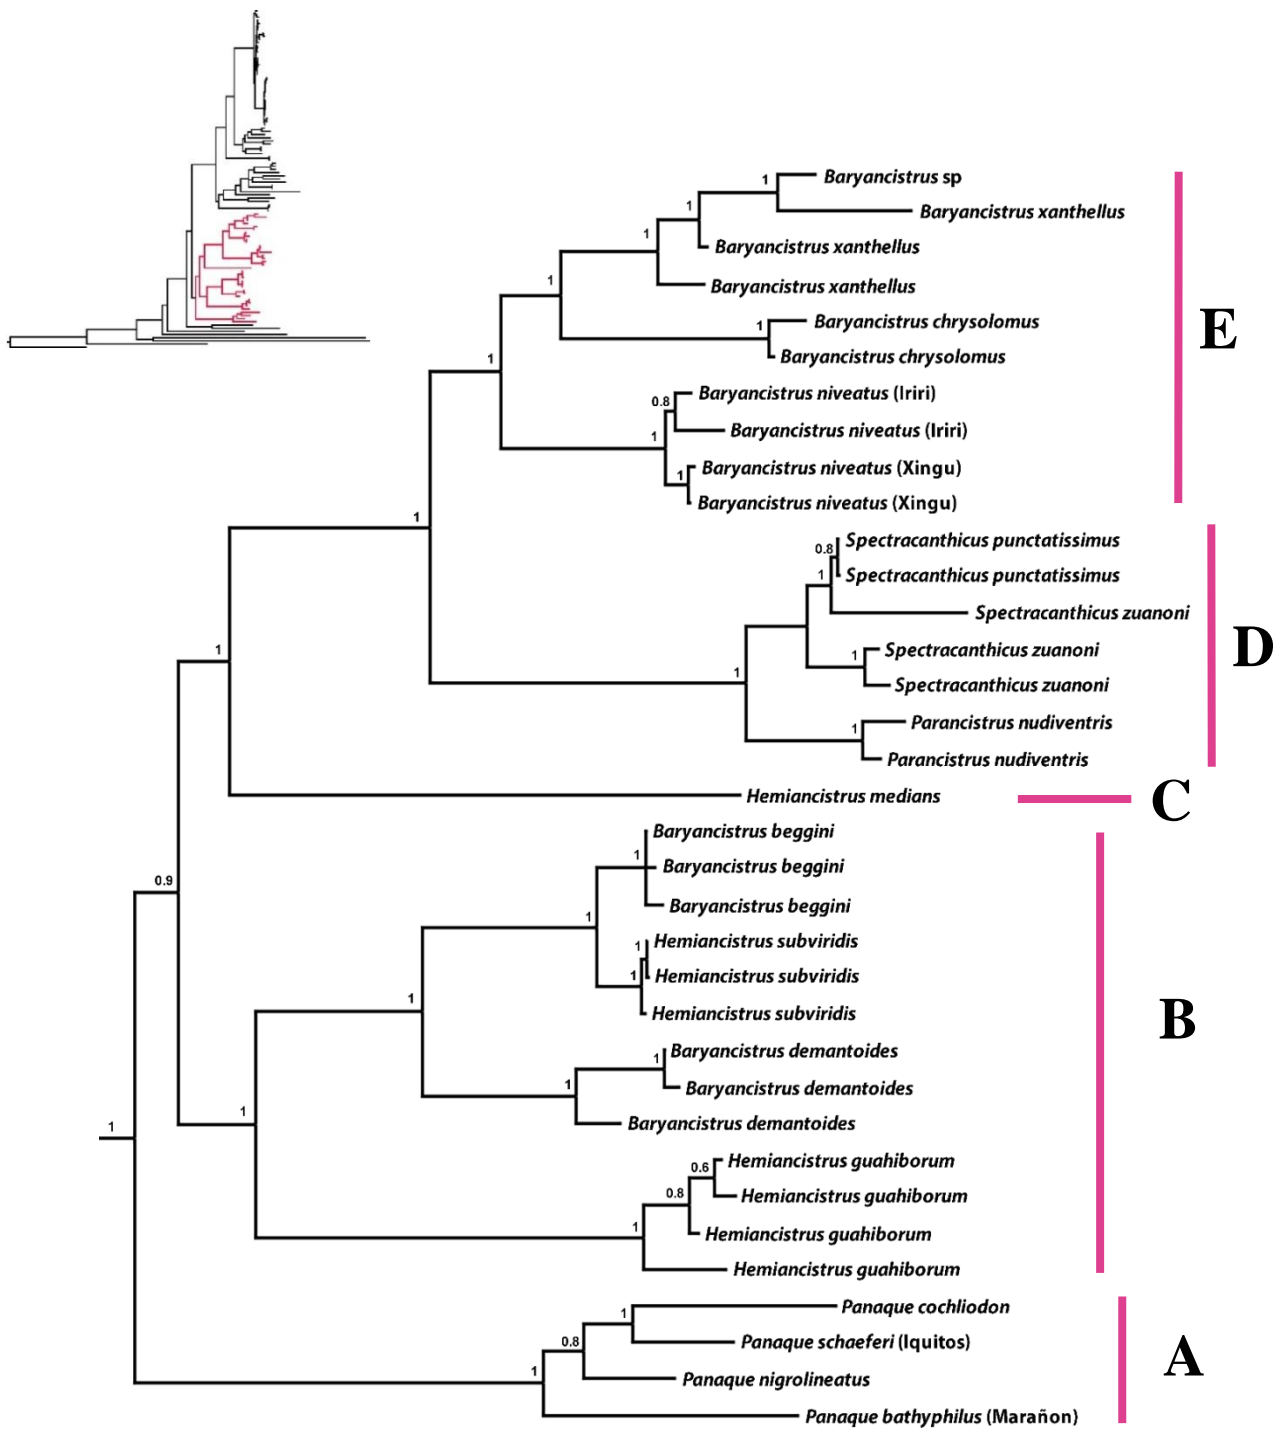 1
Baryancistrus sp
Baryancistrus xanthellus
1
Baryancistrus xanthellus
1
Baryancistrus xanthellus
1
Baryancistrus chrysolomus
1
Baryancistrus chrysolomus
E
1
Baryancistrus niveatus (Iriri)
0.8
Baryancistrus niveatus (Iriri)
1
Baryancistrus niveatus (Xingu)
1
Baryancistrus niveatus (Xingu)
1
Spectracanthicus punctatissimus
0.8
Spectracanthicus punctatissimus
1
Spectracanthicus zuanoni
Spectracanthicus zuanoni
1
D
1
Spectracanthicus zuanoni
1
Parancistrus nudiventris
1
Parancistrus nudiventris
Hemiancistrus medians
C
Baryancistrus beggini
1
Baryancistrus beggini
0.9
Baryancistrus beggini
1
Hemiancistrus subviridis
1
Hemiancistrus subviridis
1
1
Hemiancistrus subviridis
B
Baryancistrus demantoides
1
Baryancistrus demantoides
1
Baryancistrus demantoides
1
1
Hemiancistrus guahiborum
0.6
Hemiancistrus guahiborum
0.8
Hemiancistrus guahiborum
1
Hemiancistrus guahiborum
Panaque cochliodon
1
Panaque schaeferi (Iquitos)
0.8
A
Panaque nigrolineatus
1
Panaque bathyphilus (Marañon)